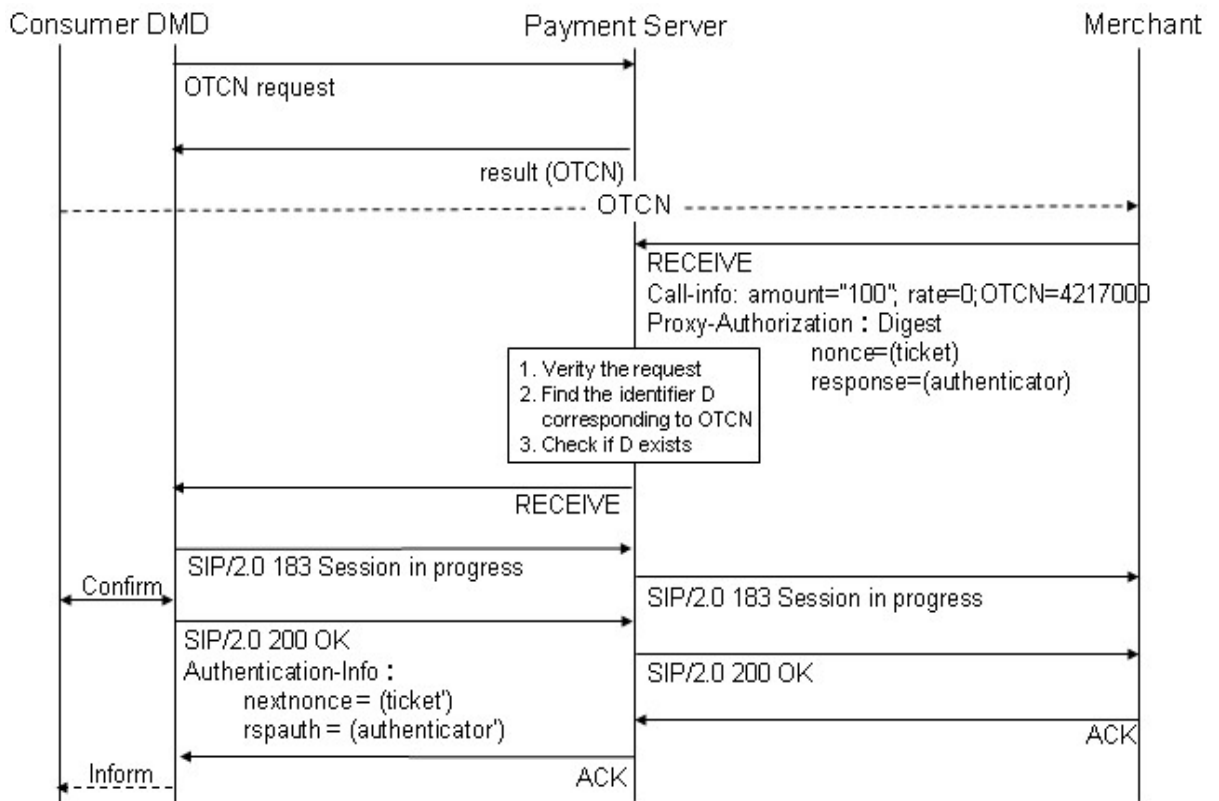 Consumer DMD
Payment Server
Merchant
OTCN request
result (OTCN)
OTCN
RECEIVE
Call-info: amount="100"; rate=0;OTCN=4217000
Proxy-Authorization : Digest
nonce=(ticket)
response=(authenticator)
1. Verity the request
2. Find the identifier D
corresponding to OTCN
3. Check if D exists
RECEIVE
SIP/2.0 183 Session in progress
Confirm
SIP/2.0 183 Session in progress
SIP/2.0 200 OK
Authentication-Info :
nextnonce = (ticket')
rspauth = (authenticator')
SIP/2.0 200 OK
ACK
ACK
Inform